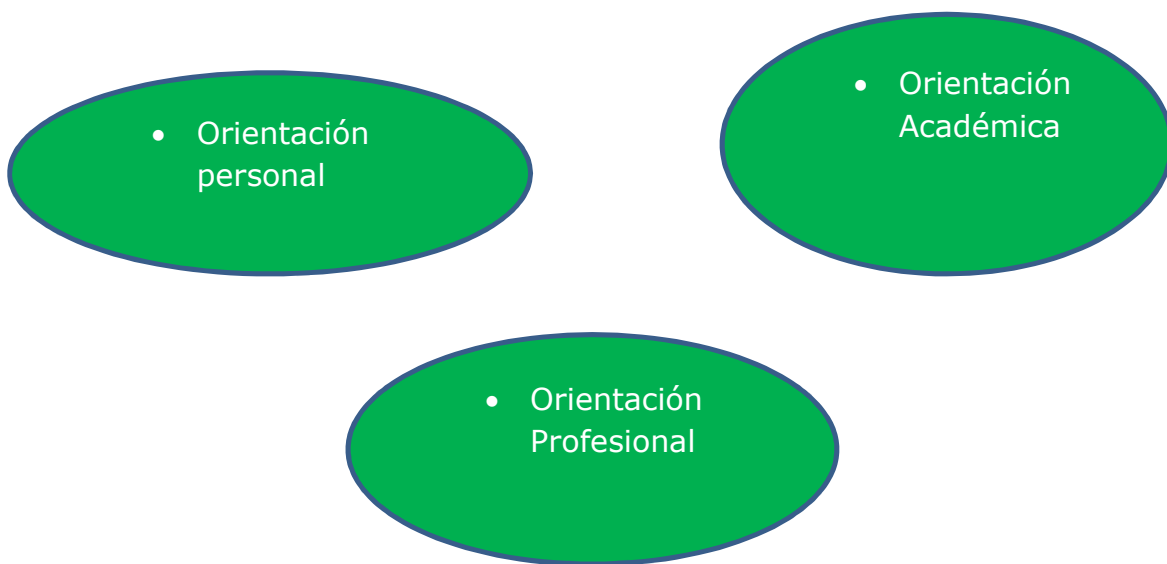 • Orientación
personal
• Orientación
Académica
• Orientación
Profesional